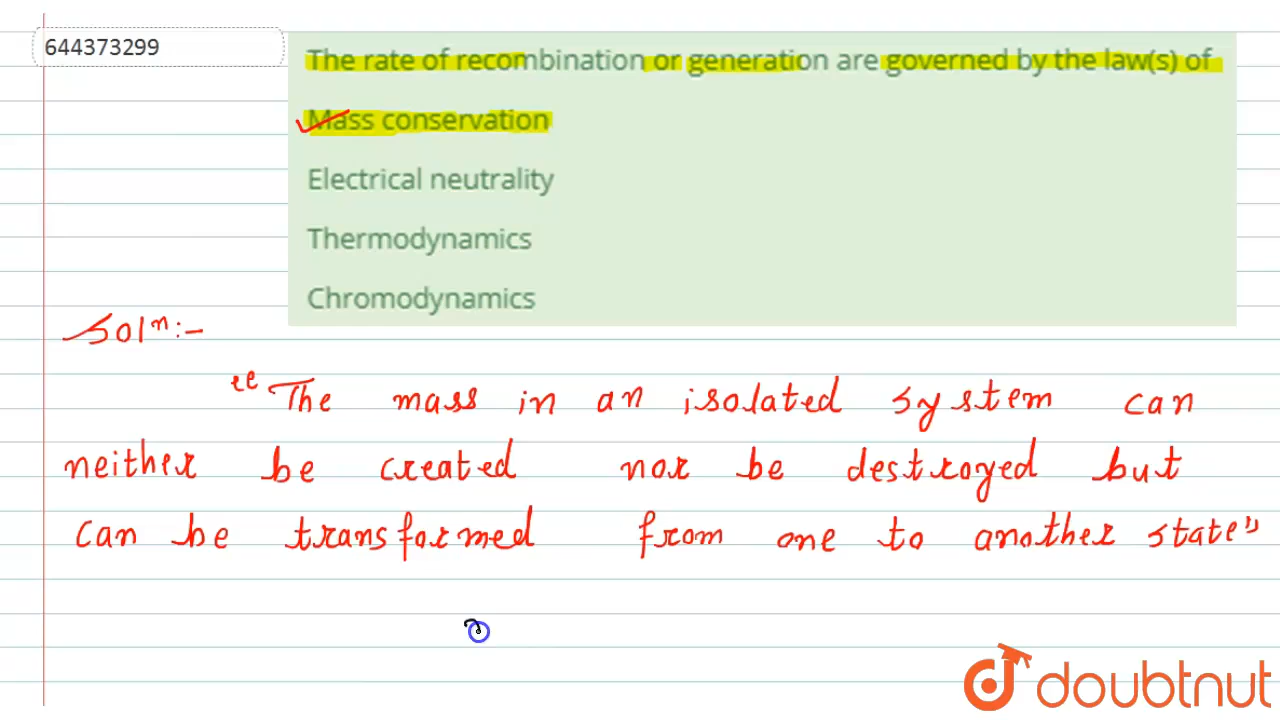 644373299
The rate of recombination or generation are governed by the law(s) of
Mass conservation
Electrical neutrality
Thermodynamics
Chromodynamics
Solⁿ:-
"The mass in an isolated system can
neither be created nor be destroyed but
can be transformed from one to another state"
doubtnut